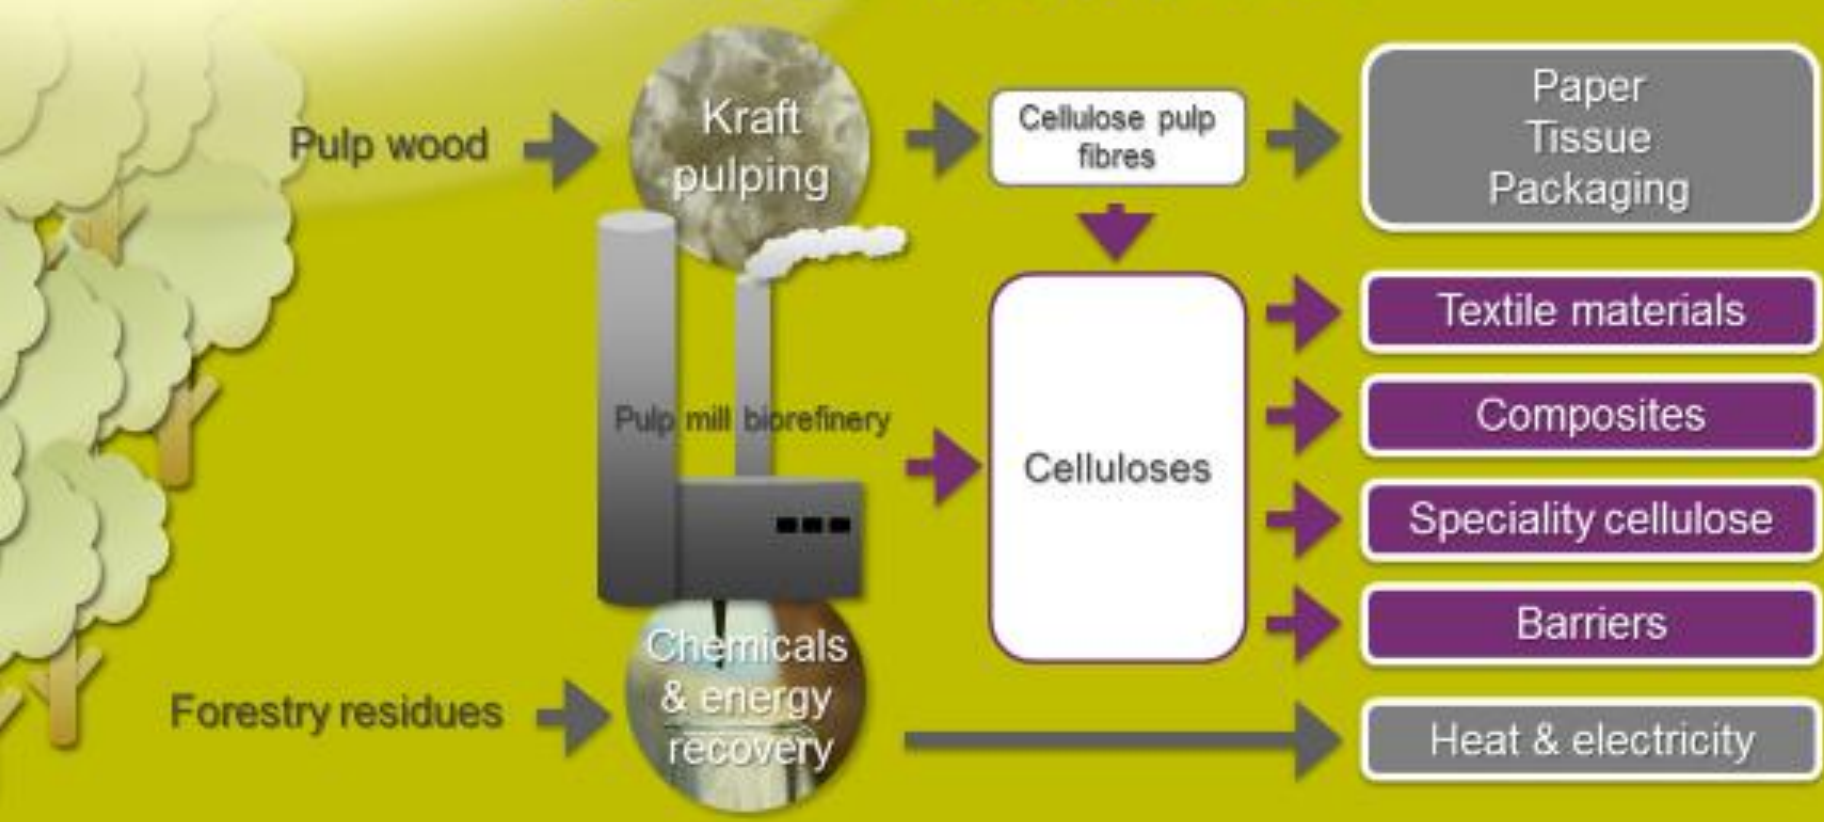 Pulp wood
Kraft
pulping
Cellulose pulp
fibres
Paper
Tissue
Packaging
Pulp mill biorefinery
Celluloses
Textile materials
Composites
Speciality cellulose
Barriers
Forestry residues
Chemicals
& energy
recovery
Heat & electricity